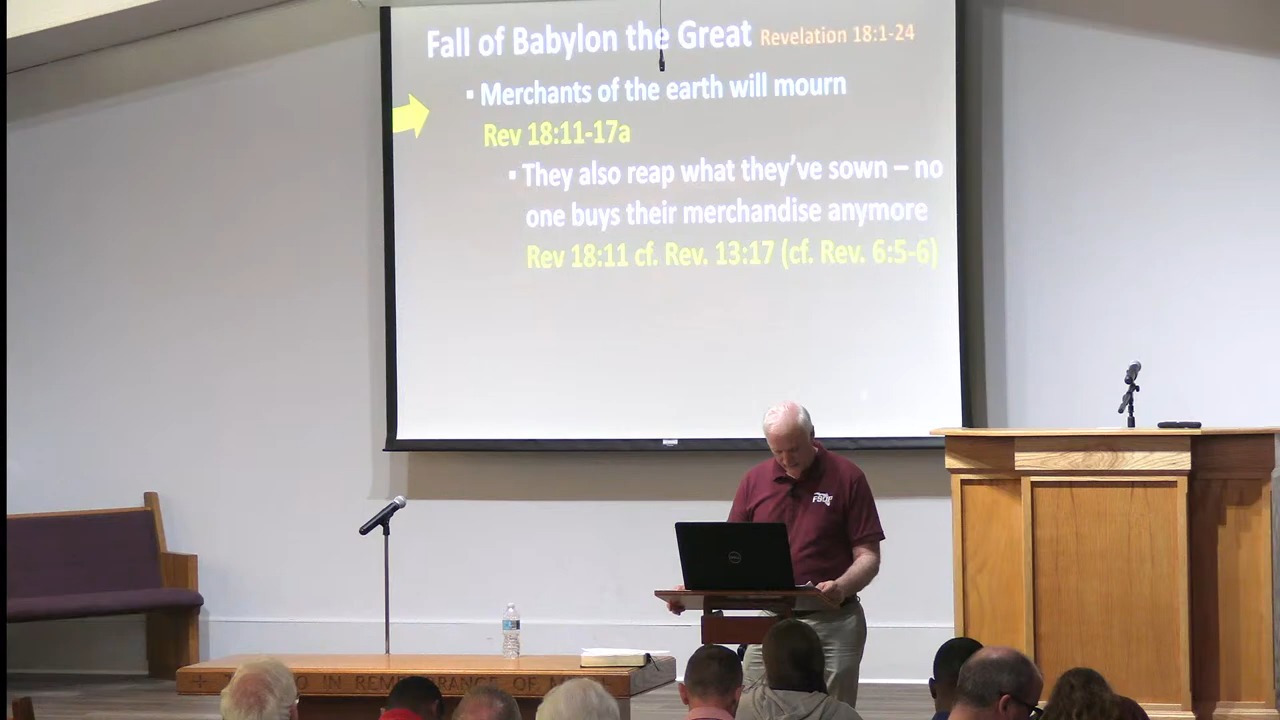 Fall of Babylon the Great Revelation 18:1-24
▪ Merchants of the earth will mourn
Rev 18:11-17a
▪ They also reap what they've sown – no
one buys their merchandise anymore
Rev 18:11 cf. Rev. 13:17 (cf. Rev. 6:5-6)
DELL
O IN REMEMBRANCE OF M